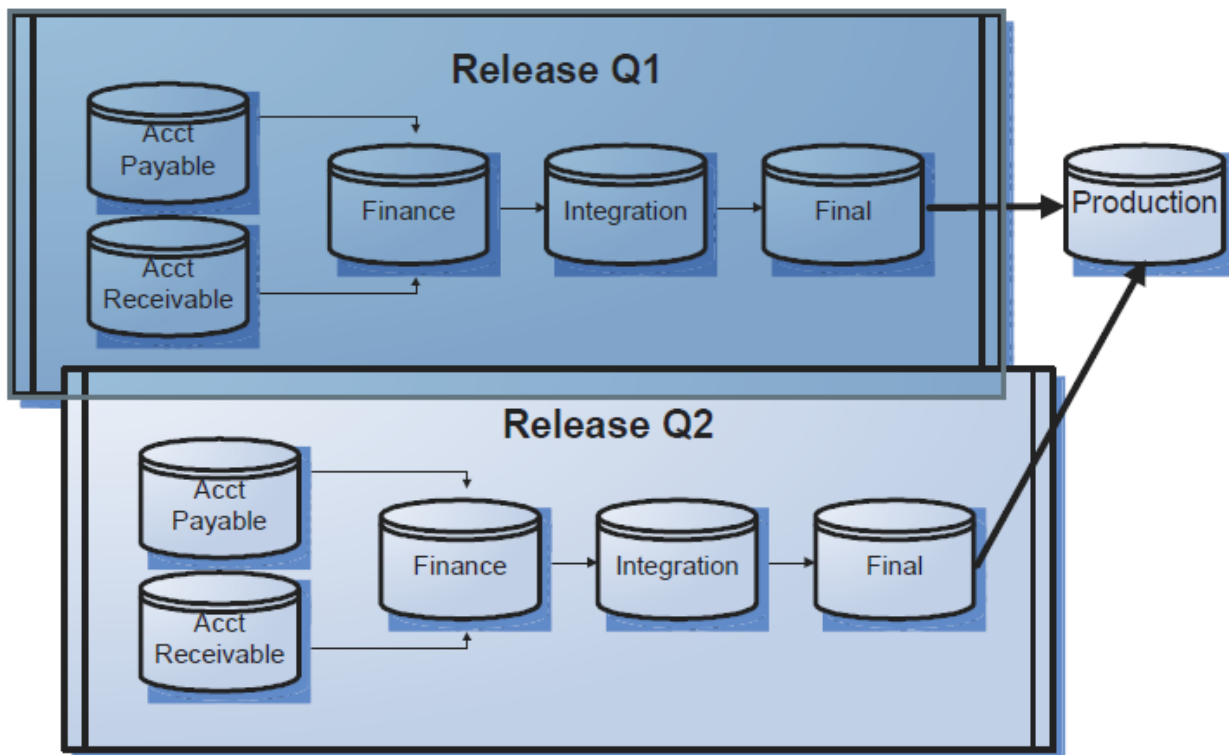 Release Q1
Acct
Payable
Acct
Receivable
Finance
Integration
Final
Production
Release Q2
Acct
Payable
Acct
Receivable
Finance
Integration
Final